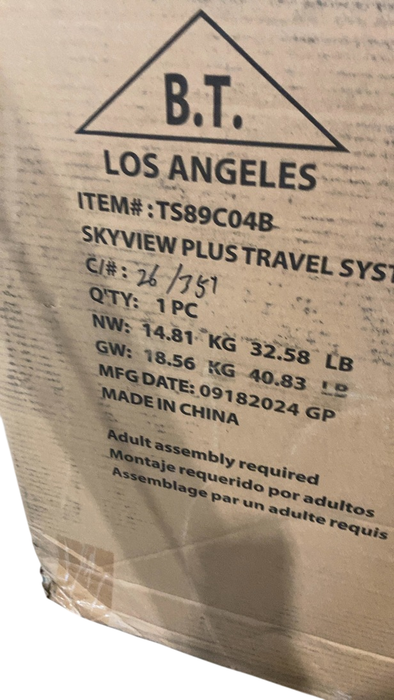 B.T.
LOS ANGELES
ITEM#:TS89C04B
SKYVIEW PLUS TRAVEL SYST
C/#: 26/351
Q'TY: 1 PC
NW: 14.81 KG 32.58 LB
GW: 18.56 KG 40.83 LB
MFG DATE: 09182024 GP
MADE IN CHINA
Adult assembly required
Montaje requerido por adultos
Assemblage par un adulte requis